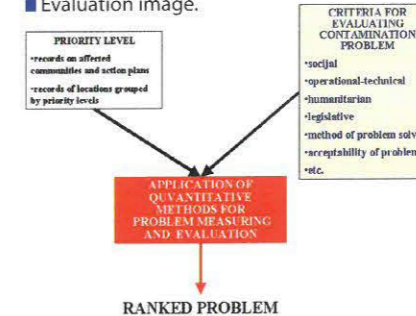 Evaluation image.
PRIORITY LEVEL
•records on affected
communities and action plans
•records of locations grouped
by priority levels
CRITERIA FOR
EVALUATING
CONTAMINATION
PROBLEM
•socijal
•operational-technical
•humanitarian
•legislative
•method of problem solv
•acceptability of problem
•etc.
APPLICATION OF
QUVANTITATIVE
METHODS FOR
PROBLEM MEASURING
AND EVALUATION
RANKED PROBLEM